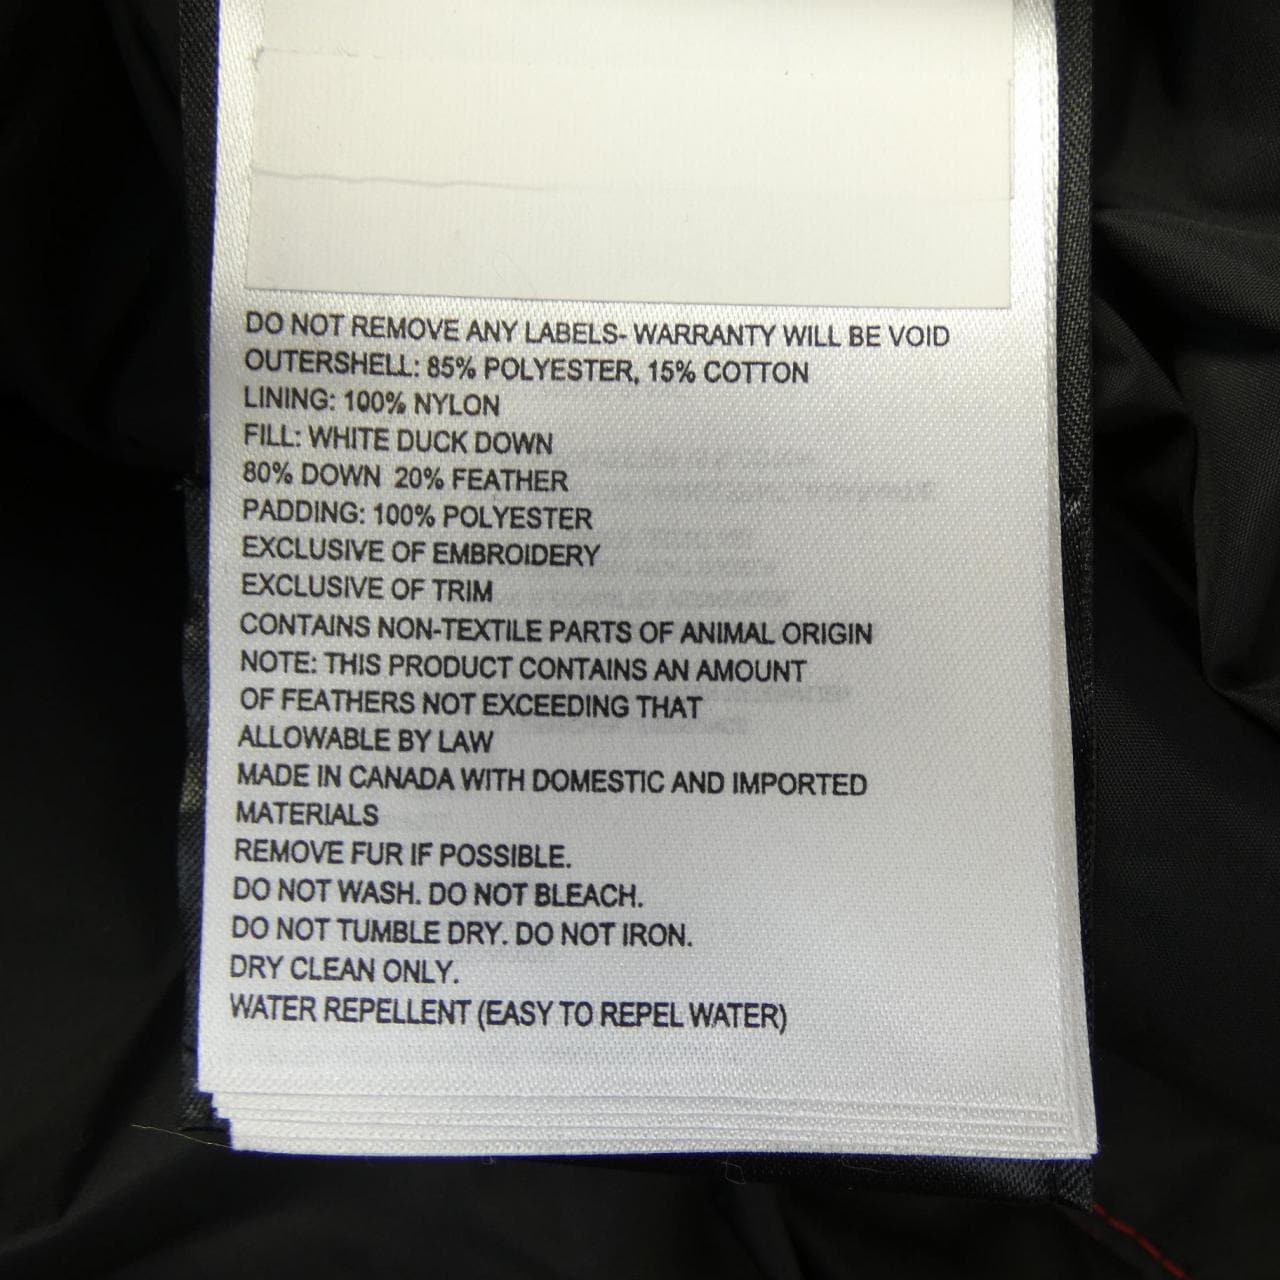 DO NOT REMOVE ANY LABELS- WARRANTY WILL BE VOID
OUTERSHELL: 85% POLYESTER, 15% COTTON
LINING: 100% NYLON
FILL: WHITE DUCK DOWN
80% DOWN 20% FEATHER
PADDING: 100% POLYESTER
EXCLUSIVE OF EMBROIDERY
EXCLUSIVE OF TRIM
CONTAINS NON-TEXTILE PARTS OF ANIMAL ORIGIN
NOTE: THIS PRODUCT CONTAINS AN AMOUNT
OF FEATHERS NOT EXCEEDING THAT
ALLOWABLE BY LAW
MADE IN CANADA WITH DOMESTIC AND IMPORTED
MATERIALS
REMOVE FUR IF POSSIBLE.
DO NOT WASH. DO NOT BLEACH.
DO NOT TUMBLE DRY. DO NOT IRON.
DRY CLEAN ONLY.
WATER REPELLENT (EASY TO REPEL WATER)